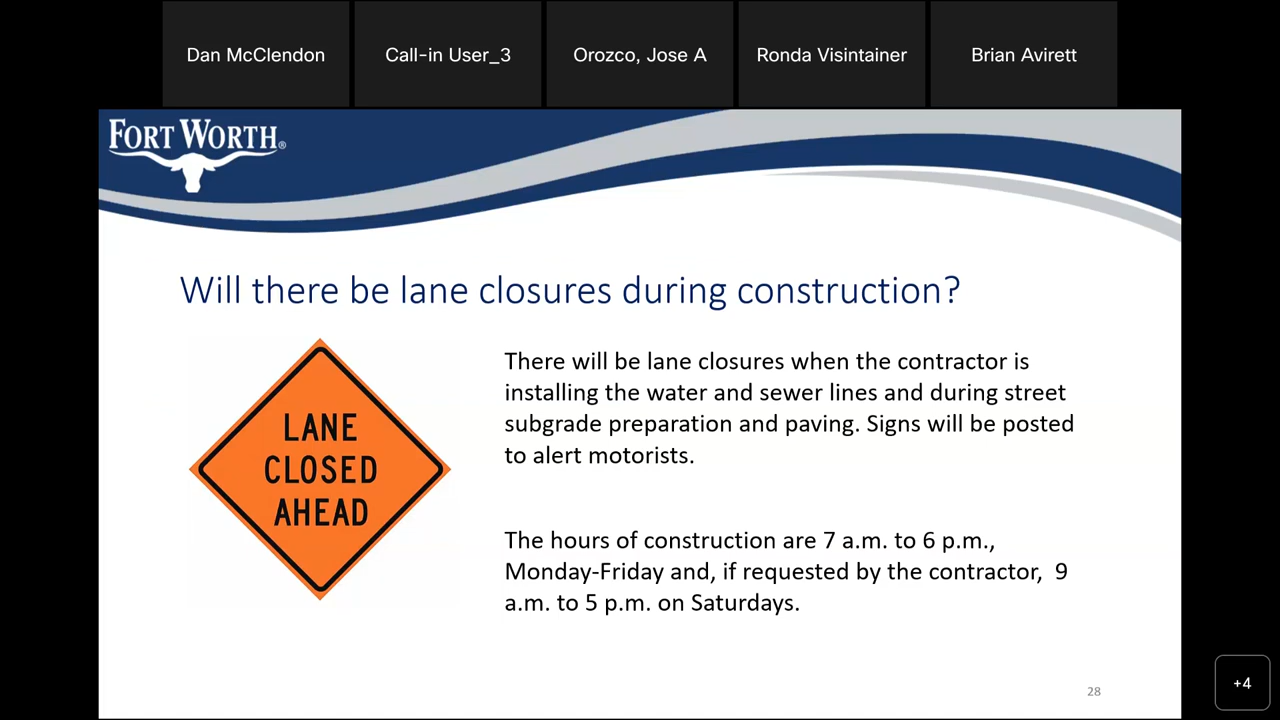 Dan McClendon
Call-in User_3
Orozco, Jose A
Ronda Visintainer
Brian Avirett
FORT WORTH®
Will there be lane closures during construction?
LANE
CLOSED
AHEAD
There will be lane closures when the contractor is
installing the water and sewer lines and during street
subgrade preparation and paving. Signs will be posted
to alert motorists.
The hours of construction are 7 a.m. to 6 p.m.,
Monday-Friday and, if requested by the contractor,  9
a.m. to 5 p.m. on Saturdays.
28
+4